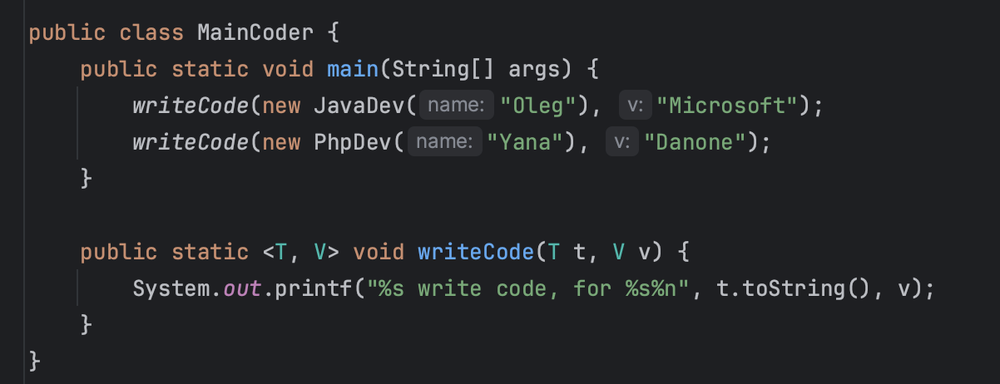 public class MainCoder {
    public static void main(String[] args) {
        writeCode(new JavaDev( name: "Oleg"), v: "Microsoft");
        writeCode(new PhpDev( name: "Yana"), v: "Danone");
    }

    public static <T, V> void writeCode(T t, V v) {
        System.out.printf("%s write code, for %s%n", t.toString(), v);
    }
}